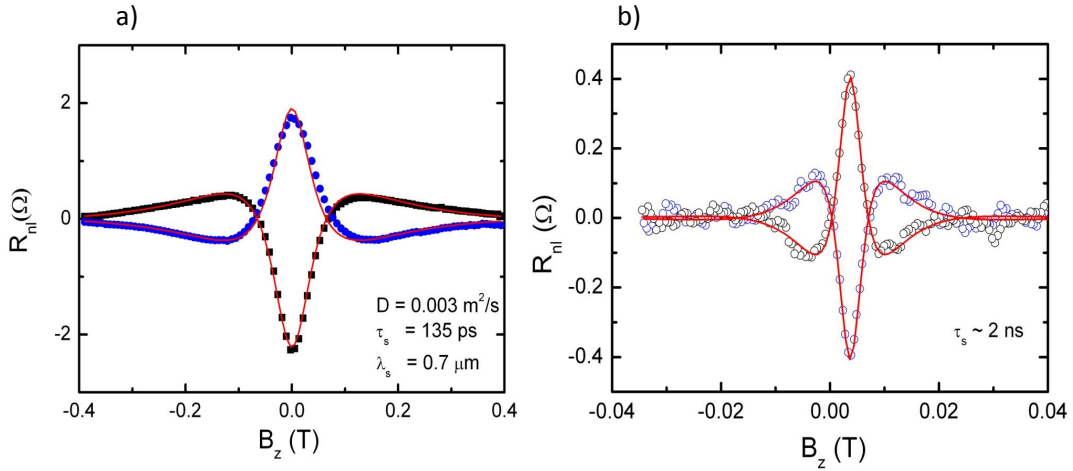 a)
R_nl(Ω)
2
0
-2
D = 0.003 m²/s
τ_s = 135 ps
λ_s = 0.7 μm
-0.4 -0.2 0.0 0.2 0.4
B_z (T)
b)
R_nl (Ω)
0.4
0.2
0.0
-0.2
-0.4
τ_s ~ 2 ns
-0.04 -0.02 0.00 0.02 0.04
B_z (T)